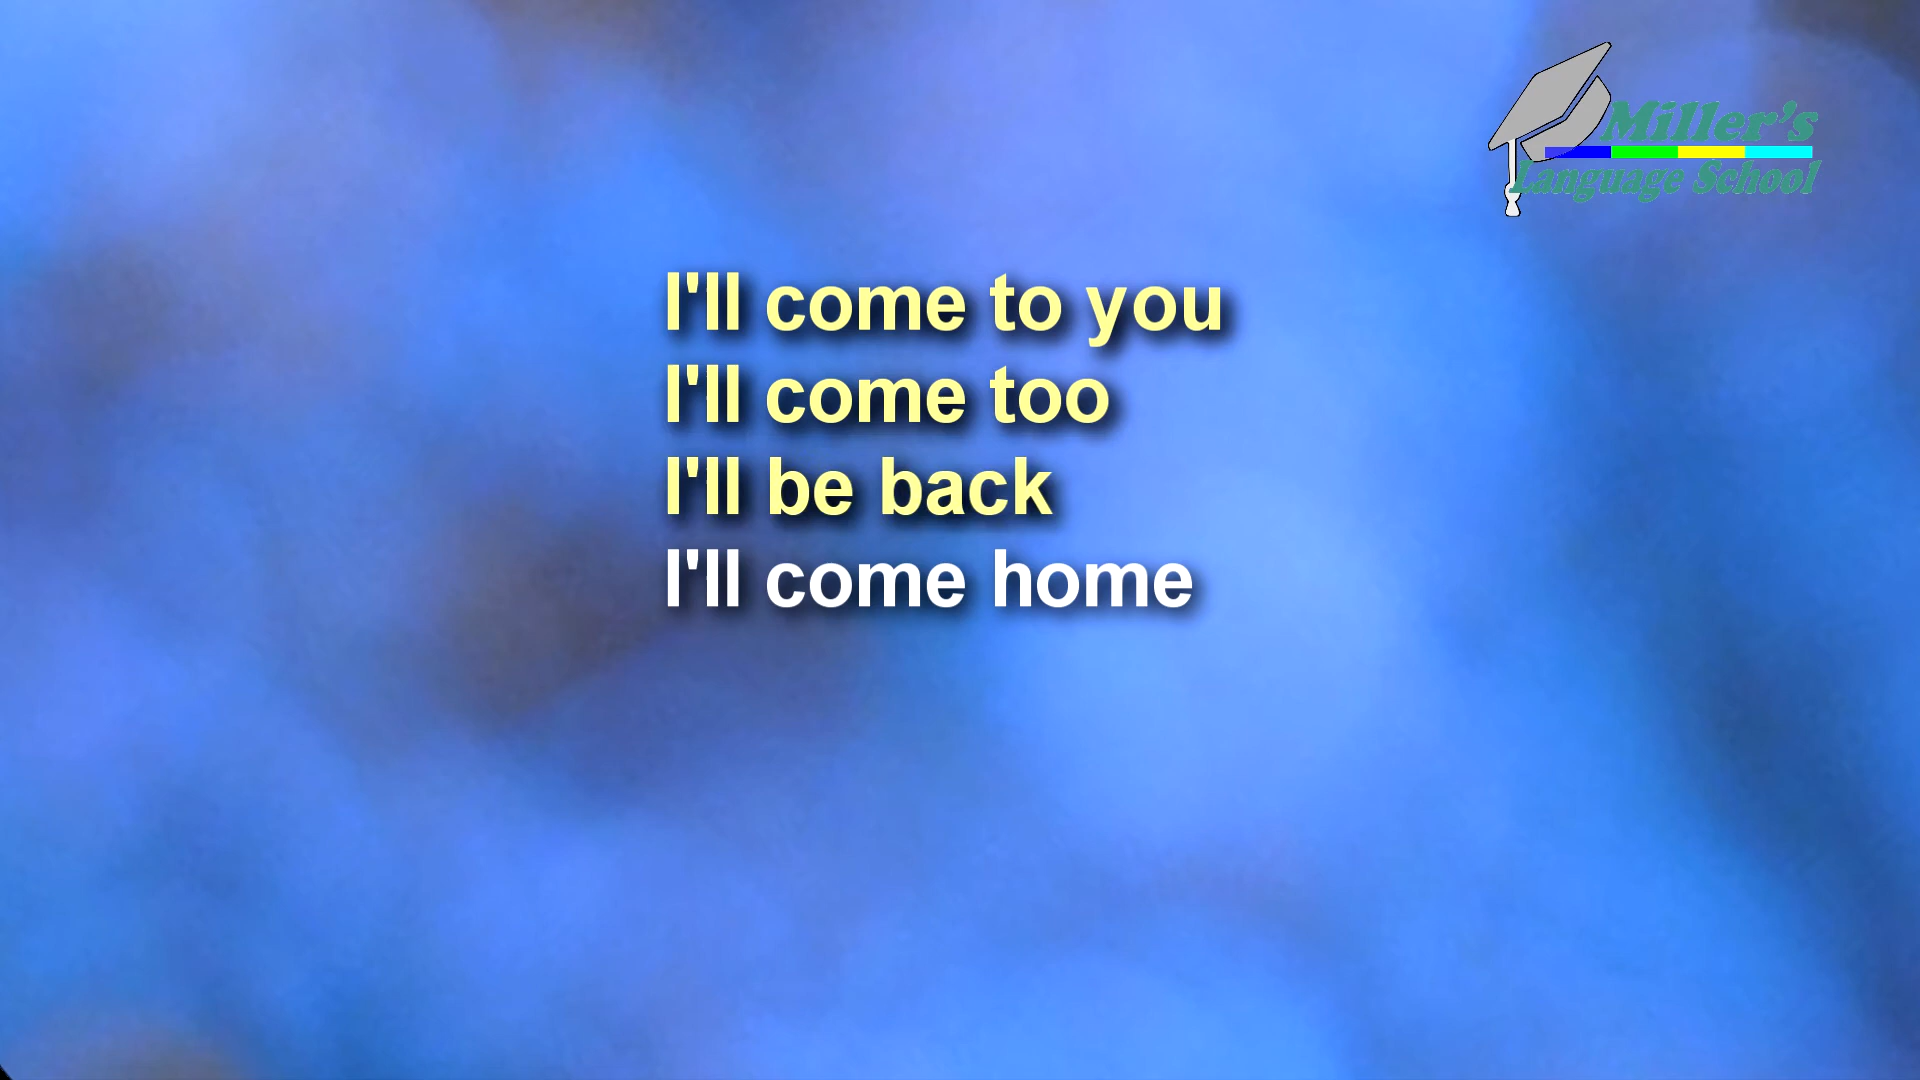 Miller's
Language School
I'll come to you
I'll come too
I'll be back
I'll come home